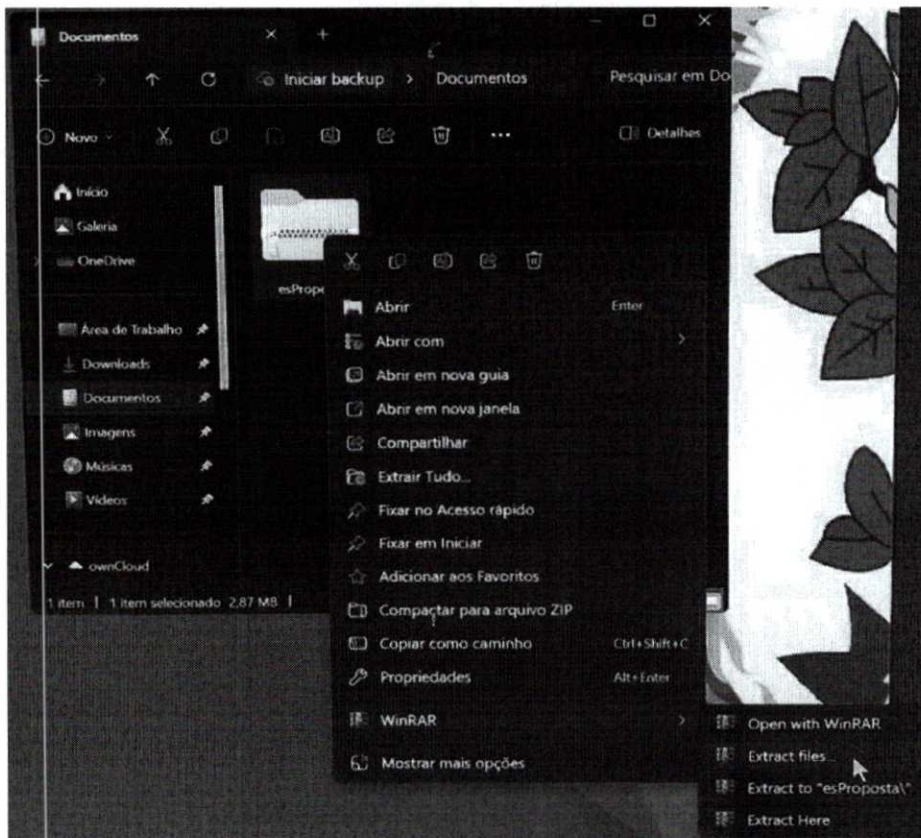 Documentos
Iniciar backup > Documentos Pesquisar em Do
Novo Detalhes
Início
Galeria
OneDrive
Área de Trabalho
Downloads
Documentos
Imagens
Músicas
Vídeos
ownCloud
1 item | 1 item selecionado 2,87 MB |
esPropo
Abrir Enter
Abrir com
Abrir em nova guia
Abrir em nova janela
Compartilhar
Extrair Tudo...
Fixar no Acesso rápido
Fixar em Iniciar
Adicionar aos Favoritos
Compactar para arquivo ZIP
Copiar como caminho Ctrl+Shift+C
Propriedades Alt+Enter
WinRAR
Mostrar mais opções
Open with WinRAR
Extract files...
Extract to "esProposta\"
Extract Here